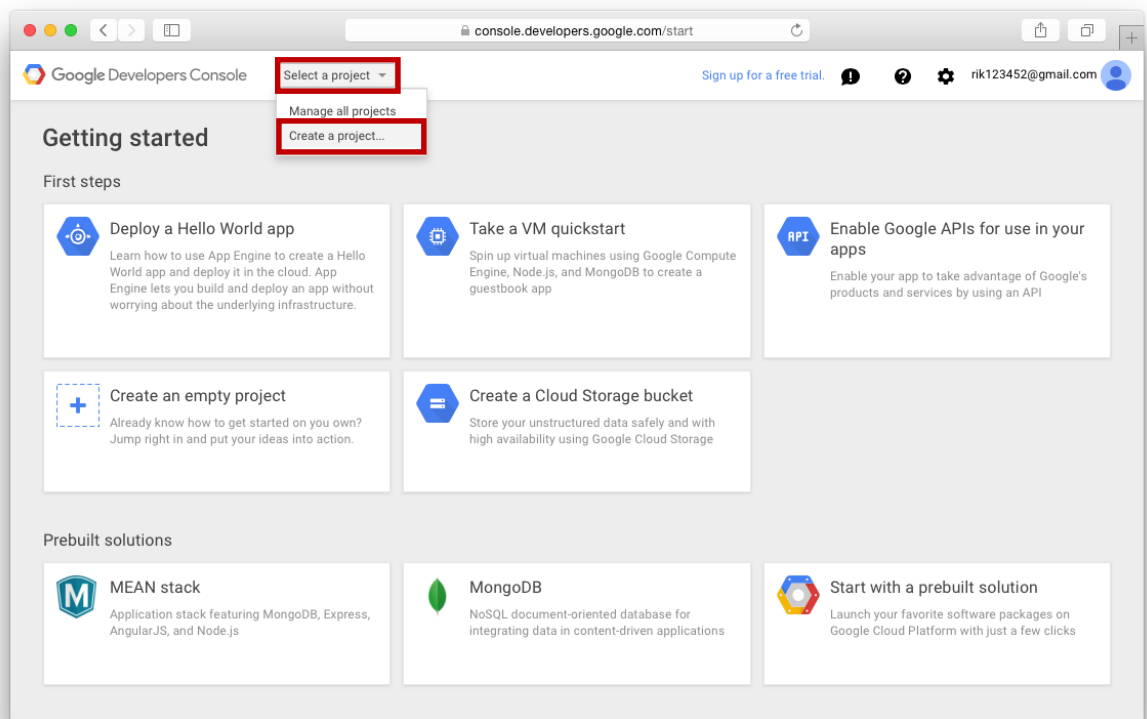 console.developers.google.com/start
Google Developers Console
Select a project
Sign up for a free trial.
rik123452@gmail.com
Manage all projects
Create a project...
Getting started
First steps
Deploy a Hello World app
Learn how to use App Engine to create a Hello
World app and deploy it in the cloud. App
Engine lets you build and deploy an app without
worrying about the underlying infrastructure.
Take a VM quickstart
Spin up virtual machines using Google Compute
Engine, Node.js, and MongoDB to create a
guestbook app
API
Enable Google APIs for use in your
apps
Enable your app to take advantage of Google's
products and services by using an API
Create an empty project
Already know how to get started on you own?
Jump right in and put your ideas into action.
Create a Cloud Storage bucket
Store your unstructured data safely and with
high availability using Google Cloud Storage
Prebuilt solutions
M
MEAN stack
Application stack featuring MongoDB, Express,
AngularJS, and Node.js
MongoDB
NoSQL document-oriented database for
integrating data in content-driven applications
Start with a prebuilt solution
Launch your favorite software packages on
Google Cloud Platform with just a few clicks